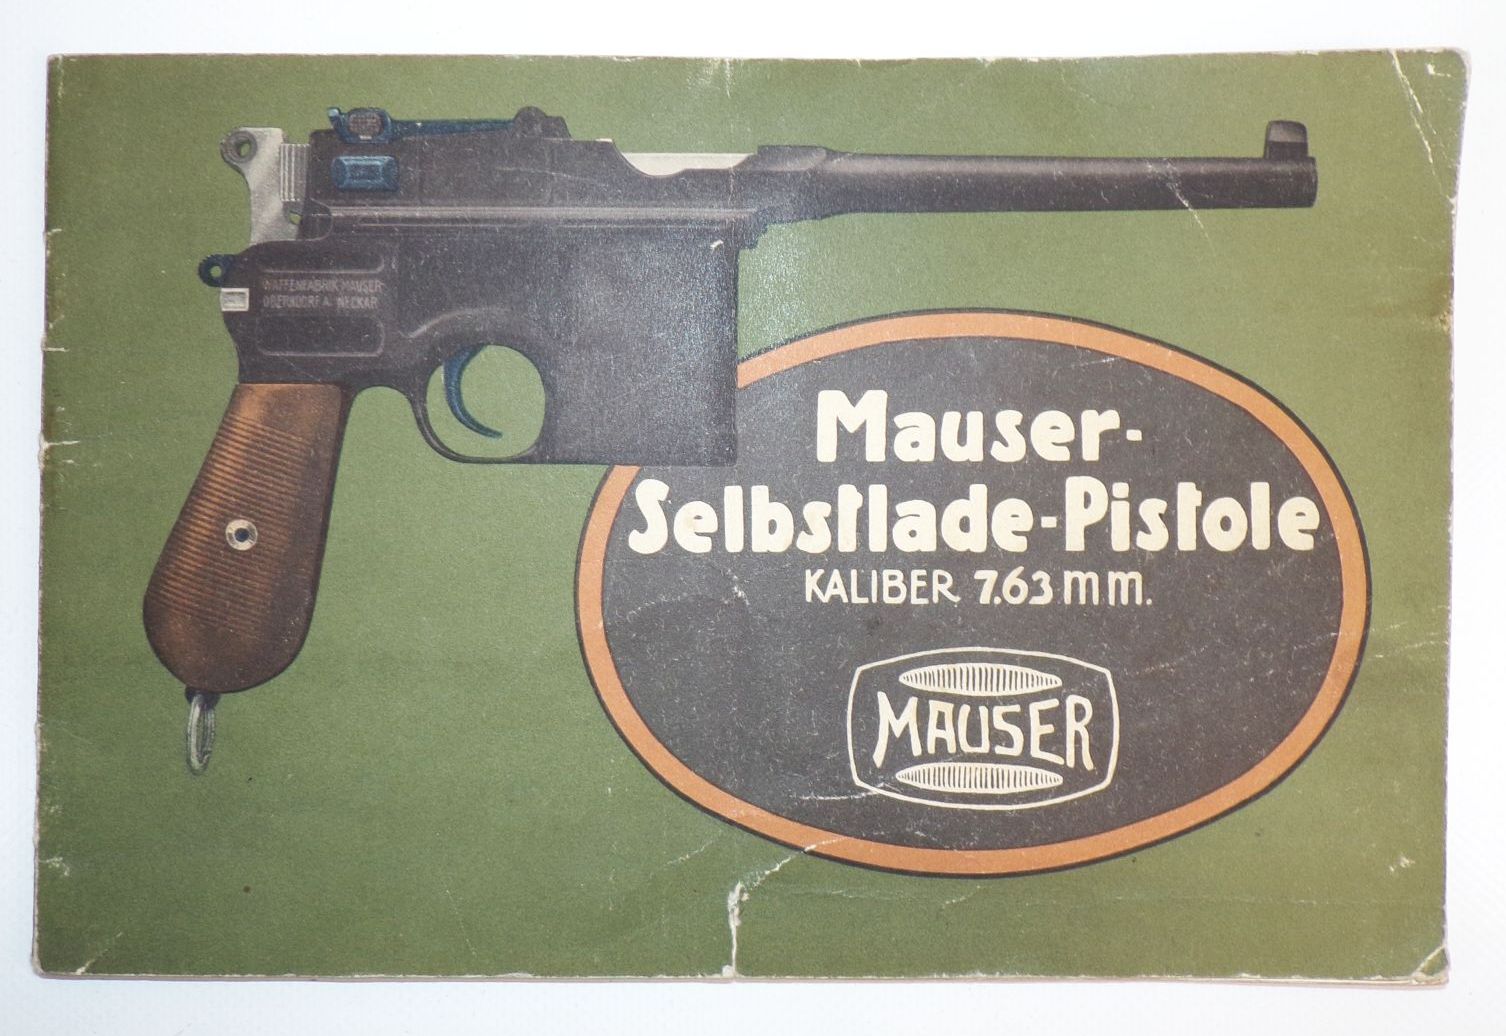 WAFFENFABRIK MAUSER
OBERNDORF A. NECKAR
Mauser-
Selbstlade-Pistole
KALIBER 7.63 mm.
MAUSER